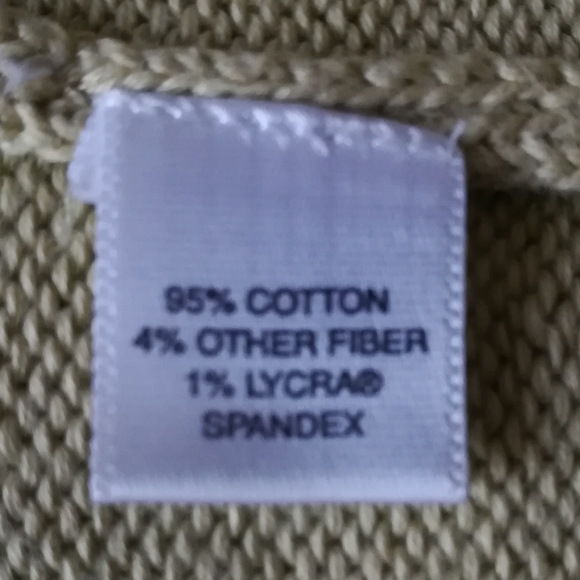 95% COTTON
4% OTHER FIBER
1% LYCRA®
SPANDEX